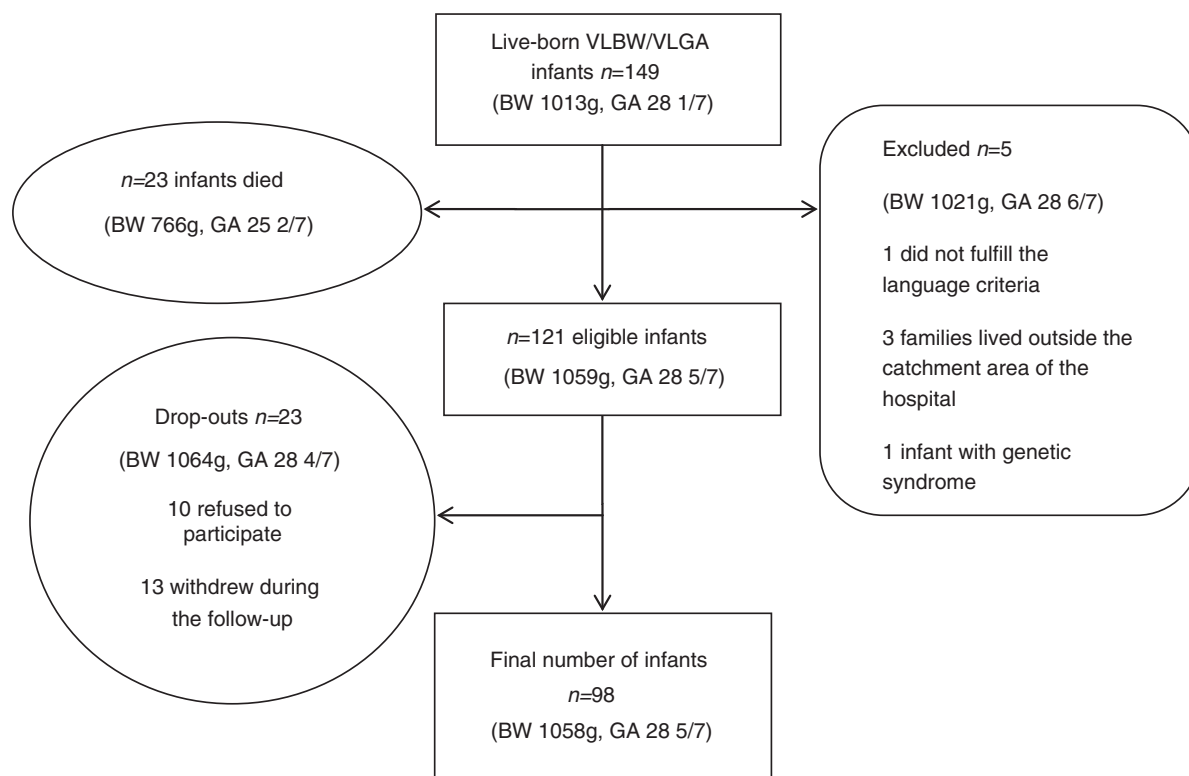 Live-born VLBW/VLGA
infants n=149
(BW 1013g, GA 28 1/7)
n=23 infants died
(BW 766g, GA 25 2/7)
Excluded n=5
(BW 1021g, GA 28 6/7)
1 did not fulfill the
language criteria
3 families lived outside the
catchment area of the
hospital
1 infant with genetic
syndrome
n=121 eligible infants
(BW 1059g, GA 28 5/7)
Drop-outs n=23
(BW 1064g, GA 28 4/7)
10 refused to
participate
13 withdrew during
the follow-up
Final number of infants
n=98
(BW 1058g, GA 28 5/7)